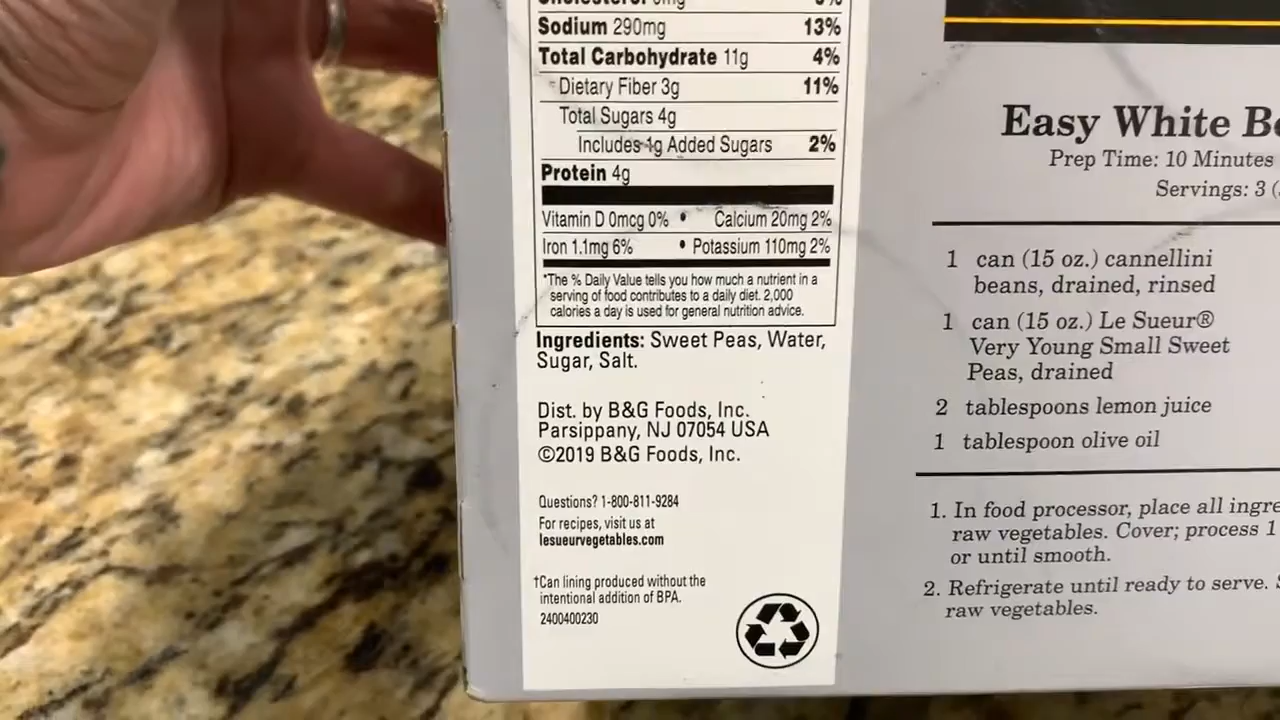 Cholesterol 0mg 0%
Sodium 290mg 13%
Total Carbohydrate 11g 4%
Dietary Fiber 3g 11%
Total Sugars 4g
Includes 1g Added Sugars 2%
Protein 4g
Vitamin D 0mcg 0% • Calcium 20mg 2%
Iron 1.1mg 6% • Potassium 110mg 2%
*The % Daily Value tells you how much a nutrient in a
serving of food contributes to a daily diet. 2,000
calories a day is used for general nutrition advice.
Ingredients: Sweet Peas, Water,
Sugar, Salt.
Dist. by B&G Foods, Inc.
Parsippany, NJ 07054 USA
©2019 B&G Foods, Inc.
Questions? 1-800-811-9284
For recipes, visit us at
lesueurvegetables.com
†Can lining produced without the
intentional addition of BPA.
2400400230
Easy White
Prep Time: 10 Minutes
Servings: 3
1 can (15 oz.) cannellini
beans, drained, rinsed
1 can (15 oz.) Le Sueur®
Very Young Small Sweet
Peas, drained
2 tablespoons lemon juice
1 tablespoon olive oil
1. In food processor, place all
raw vegetables. Cover; process 1
or until smooth.
2. Refrigerate until ready to serve.
raw vegetables.